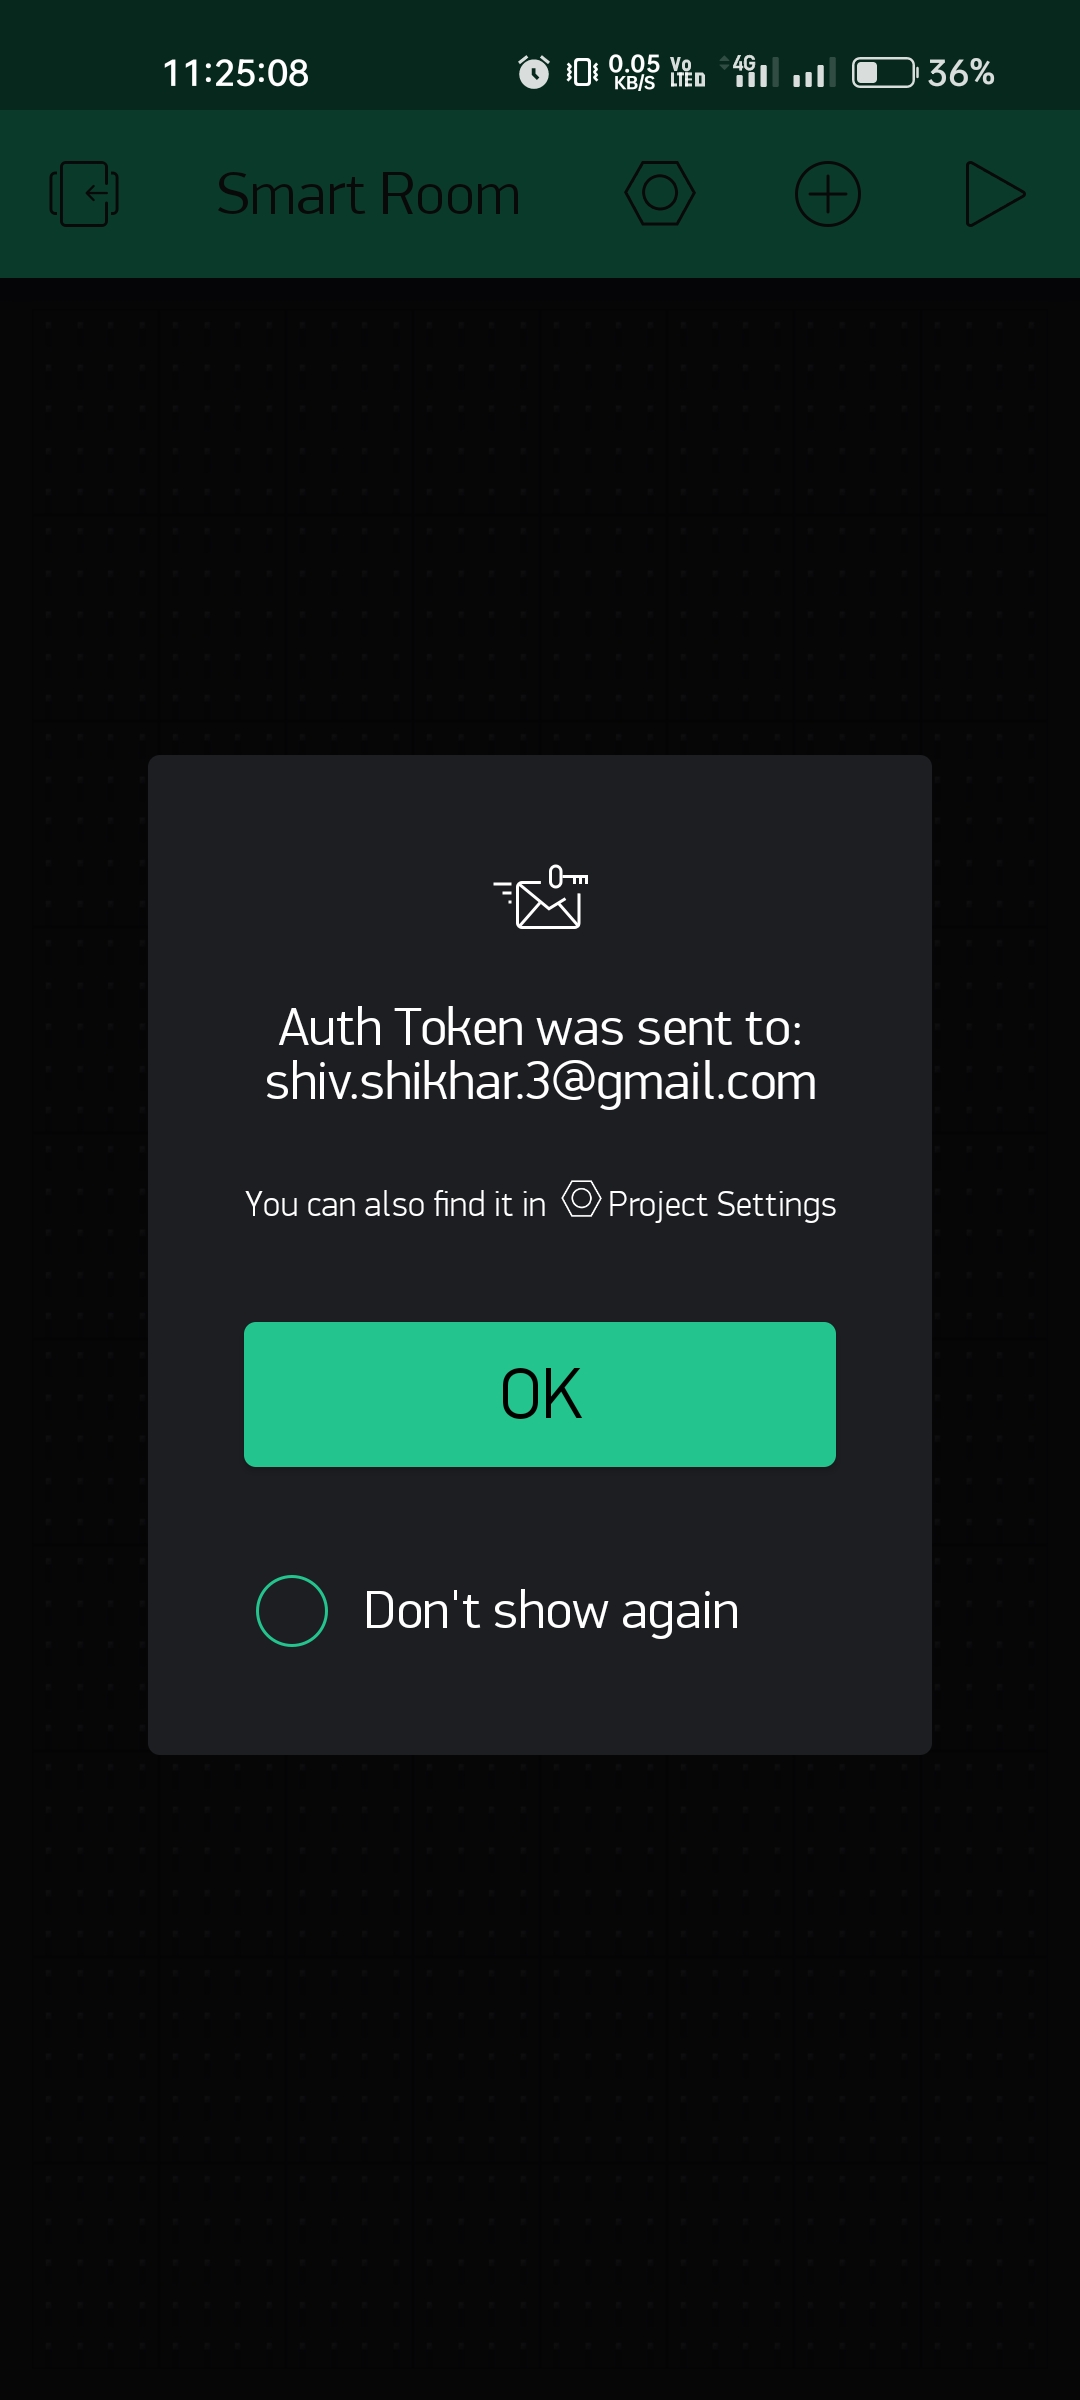 11:25:08 0.05 KB/S Vo LTE 4G 36%
Smart Room
Auth Token was sent to:
shiv.shikhar.3@gmail.com
You can also find it in Project Settings
OK
Don't show again